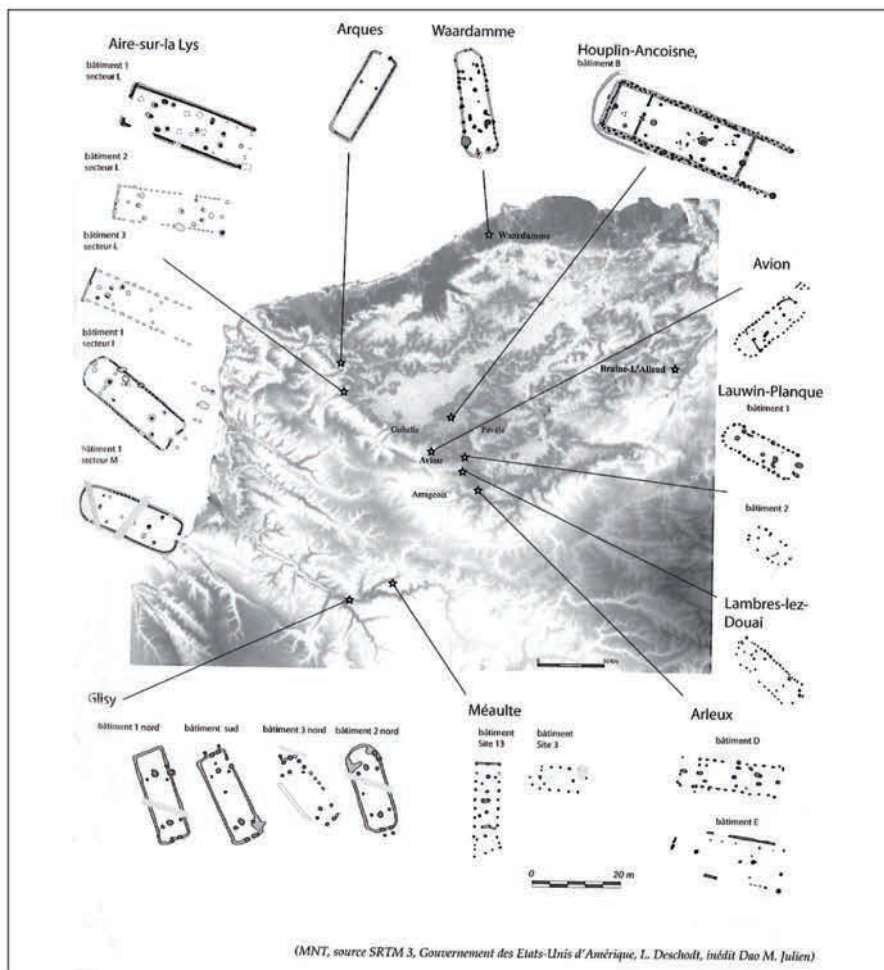 Aire-sur-la Lys
Arques
Waardamme
Houplin-Ancoisne,
bâtiment B
bâtiment 1
secteur L
bâtiment 2
secteur L
bâtiment 3
secteur L
bâtiment 1
secteur I
bâtiment 1
secteur M
Waardamme
Braine-L'Alleud
Gohelle
Pévèle
Avion
Arrageois
Avion
Lauwin-Planque
bâtiment 1
bâtiment 2
Lambres-lez-
Douai
Glisy
bâtiment 1 nord
bâtiment sud
bâtiment 3 nord
bâtiment 2 nord
Méaulte
bâtiment
Site 13
bâtiment
Site 3
Arleux
bâtiment D
bâtiment E
0 20 m
(MNT, source SRTM 3, Gouvernement des Etats-Unis d'Amérique, L. Deschodt, inédit Dao M. Julien)